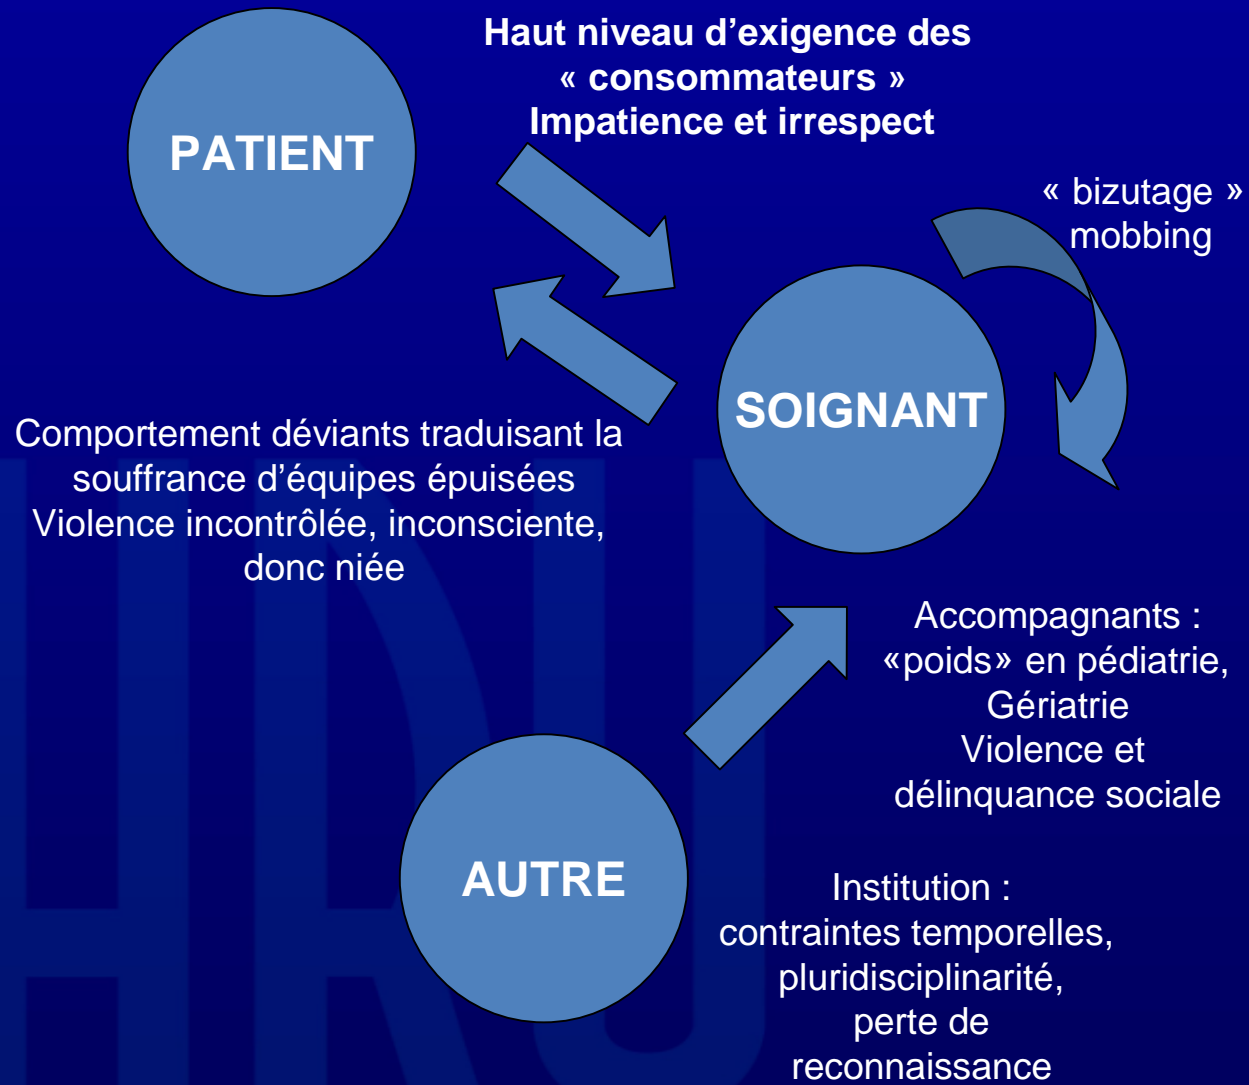 Haut niveau d’exigence des
« consommateurs »
Impatience et irrespect
PATIENT
« bizutage »
mobbing
SOIGNANT
Comportement déviants traduisant la
souffrance d’équipes épuisées
Violence incontrôlée, inconsciente,
donc niée
Accompagnants :
«poids» en pédiatrie,
Gériatrie
Violence et
délinquance sociale
AUTRE
Institution :
contraintes temporelles,
pluridisciplinarité,
perte de
reconnaissance
HRU